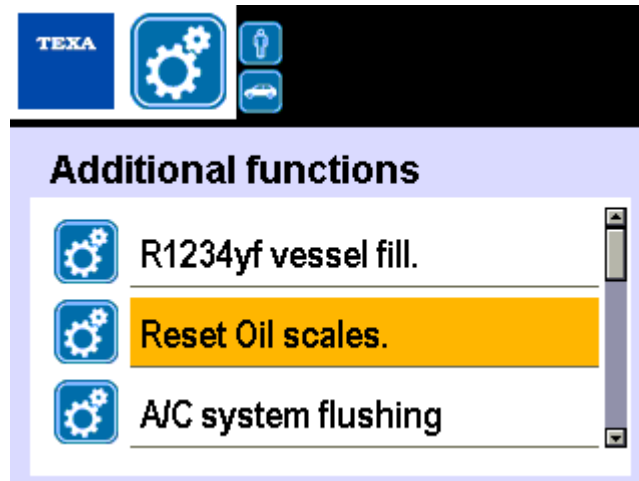 TEXA
Additional functions
R1234yf vessel fill.
Reset Oil scales.
A/C system flushing